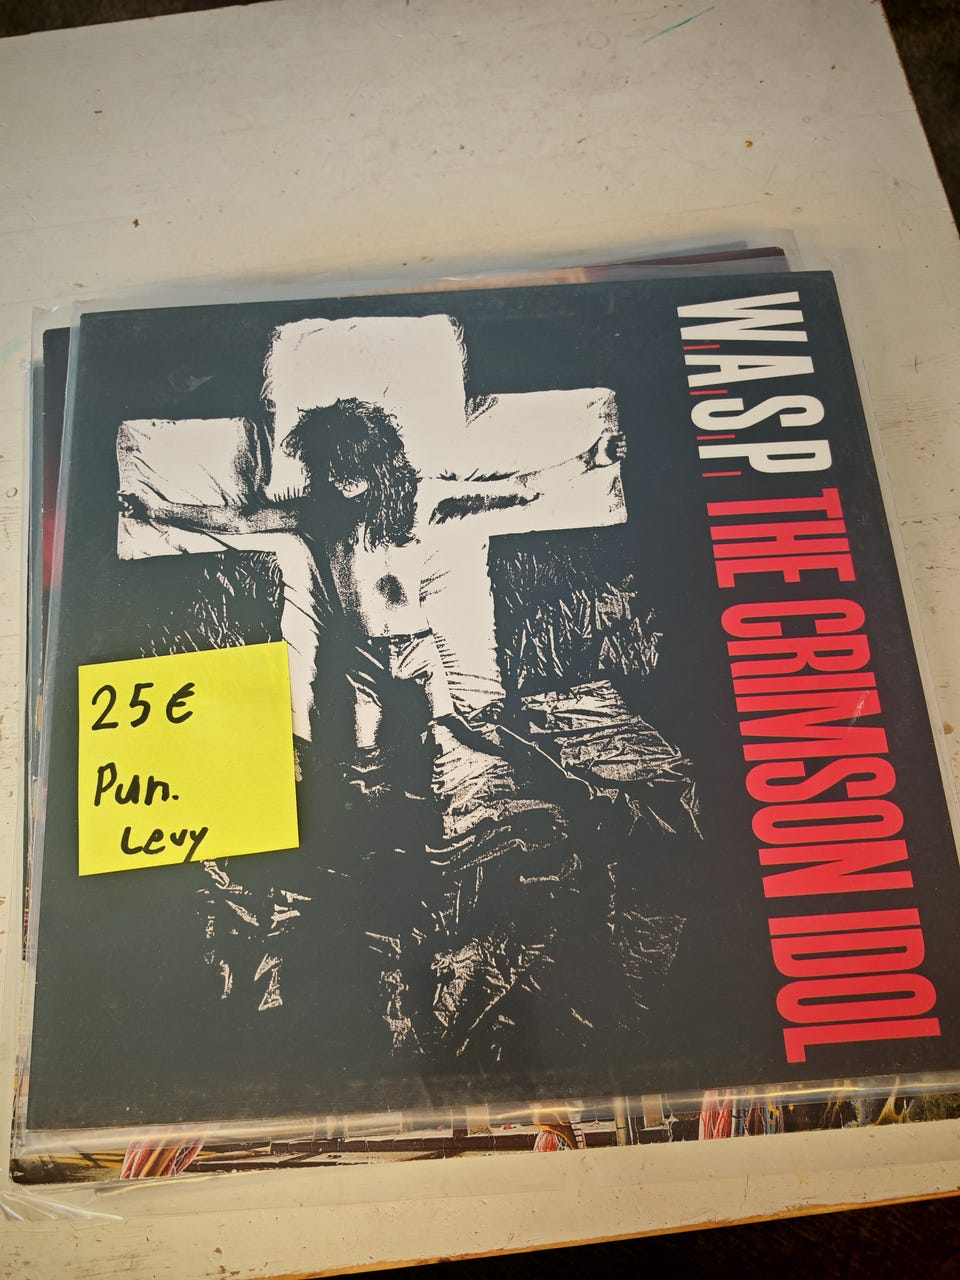 W.A.S.P. THE CRIMSON IDOL
25€
Pun.
Levy